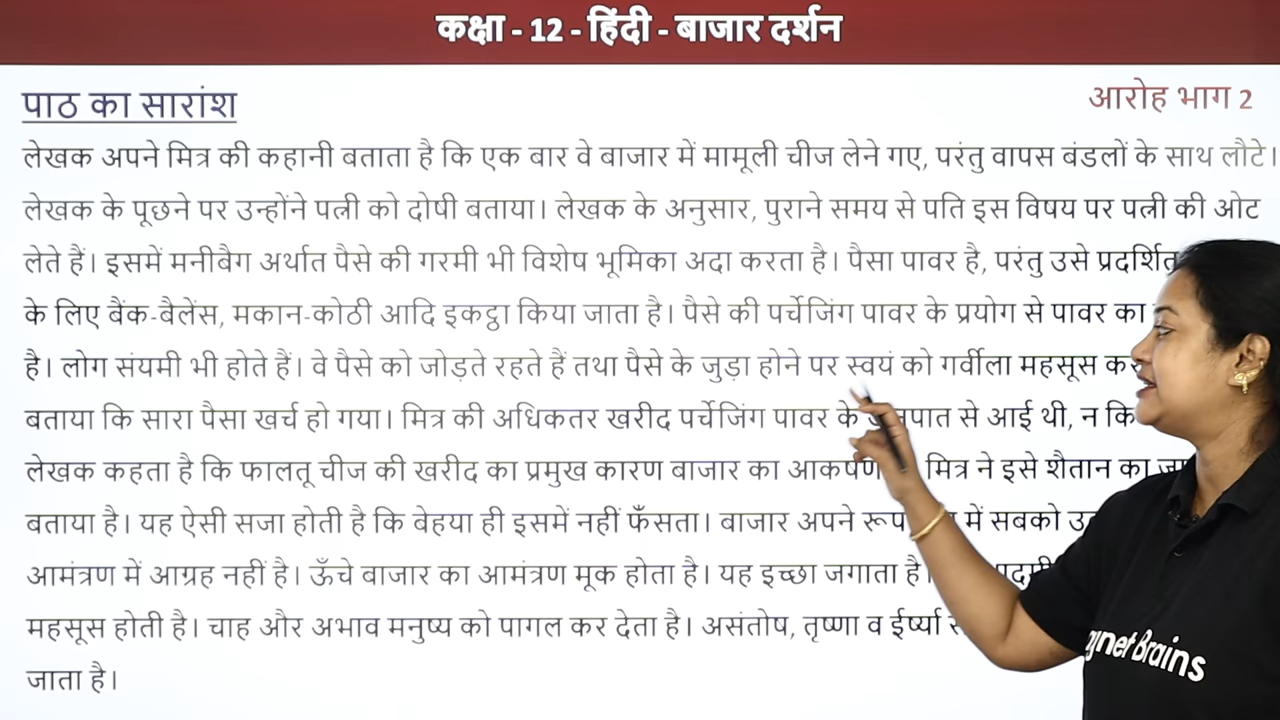 कक्षा - 12 - हिंदी - बाजार दर्शन
पाठ का सारांश
आरोह भाग 2
लेखक अपने मित्र की कहानी बताता है कि एक बार वे बाजार में मामूली चीज लेने गए, परंतु वापस बंडलों के साथ लौटे।
लेखक के पूछने पर उन्होंने पत्नी को दोषी बताया। लेखक के अनुसार, पुराने समय से पति इस विषय पर पत्नी की ओट
लेते हैं। इसमें मनीबैग अर्थात पैसे की गरमी भी विशेष भूमिका अदा करता है। पैसा पावर है, परंतु उसे प्रदर्शित
के लिए बैंक-बैलेंस, मकान-कोठी आदि इकट्ठा किया जाता है। पैसे की पर्चेजिंग पावर के प्रयोग से पावर का
है। लोग संयमी भी होते हैं। वे पैसे को जोड़ते रहते हैं तथा पैसे के जुड़ा होने पर स्वयं को गर्वीला महसूस
बताया कि सारा पैसा खर्च हो गया। मित्र की अधिकतर खरीद पर्चेजिंग पावर के से आई थी, न कि
लेखक कहता है कि फालतू चीज की खरीद का प्रमुख कारण बाजार का आकर्षण मित्र ने इसे शैतान का
बताया है। यह ऐसी सजा होती है कि बेहया ही इसमें नहीं फँसता। बाजार अपने रूप में सबको
आमंत्रण में आग्रह नहीं है। ऊँचे बाजार का आमंत्रण मूक होता है। यह इच्छा जगाता है।
महसूस होती है। चाह और अभाव मनुष्य को पागल कर देता है। असंतोष, तृष्णा व ईर्ष्या
जाता है।
Brains